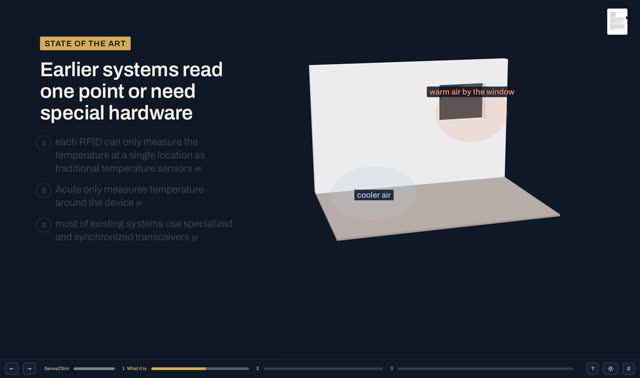 STATE OF THE ART
Earlier systems read
one point or need
special hardware
1 each RFID can only measure the
temperature at a single location as
traditional temperature sensors
2 Acute only measures temperature
around the device
3 most of existing systems use specialized
and synchronized transceivers
warm air by the window
cooler air
← → Sense2Sim 1 What it is 2 3 ?